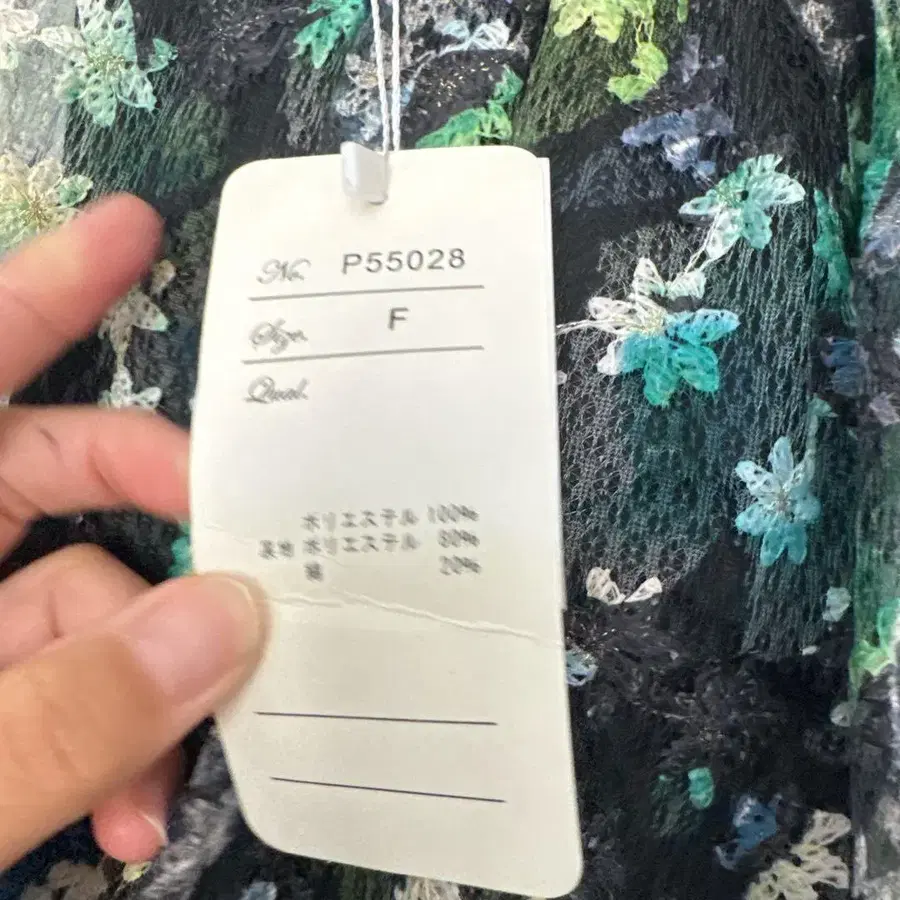 No. P55028
Size. F
Qual.
ポリエステル 100%
裏地 ポリエステル 80%
綿 20%